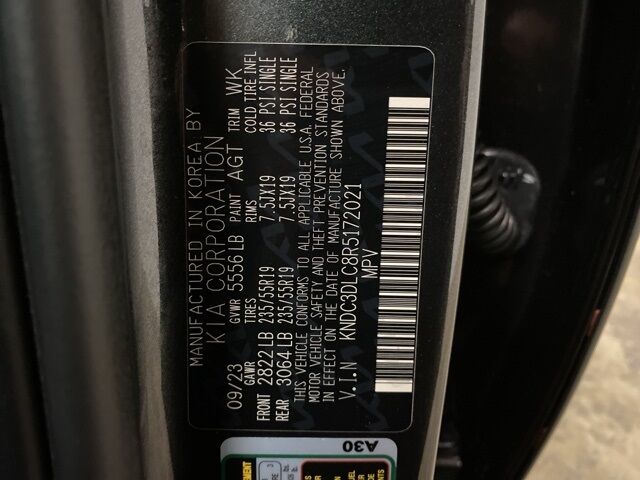 MANUFACTURED IN KOREA BY
KIA CORPORATION
09/23 GVWR 5556 LB PAINT AGT TRIM WK
GAWR TIRES RIMS COLD TIRE INFL
FRONT 2822 LB 235/55R19 7.5JX19 36 PSI SINGLE
REAR 3064 LB 235/55R19 7.5JX19 36 PSI SINGLE
THIS VEHICLE CONFORMS TO ALL APPLICABLE U.S.A. FEDERAL
MOTOR VEHICLE SAFETY AND THEFT PREVENTION STANDARDS
IN EFFECT ON THE DATE OF MANUFACTURE SHOWN ABOVE.
V.I.N KNDC3DLC8R5172021
MPV
A30